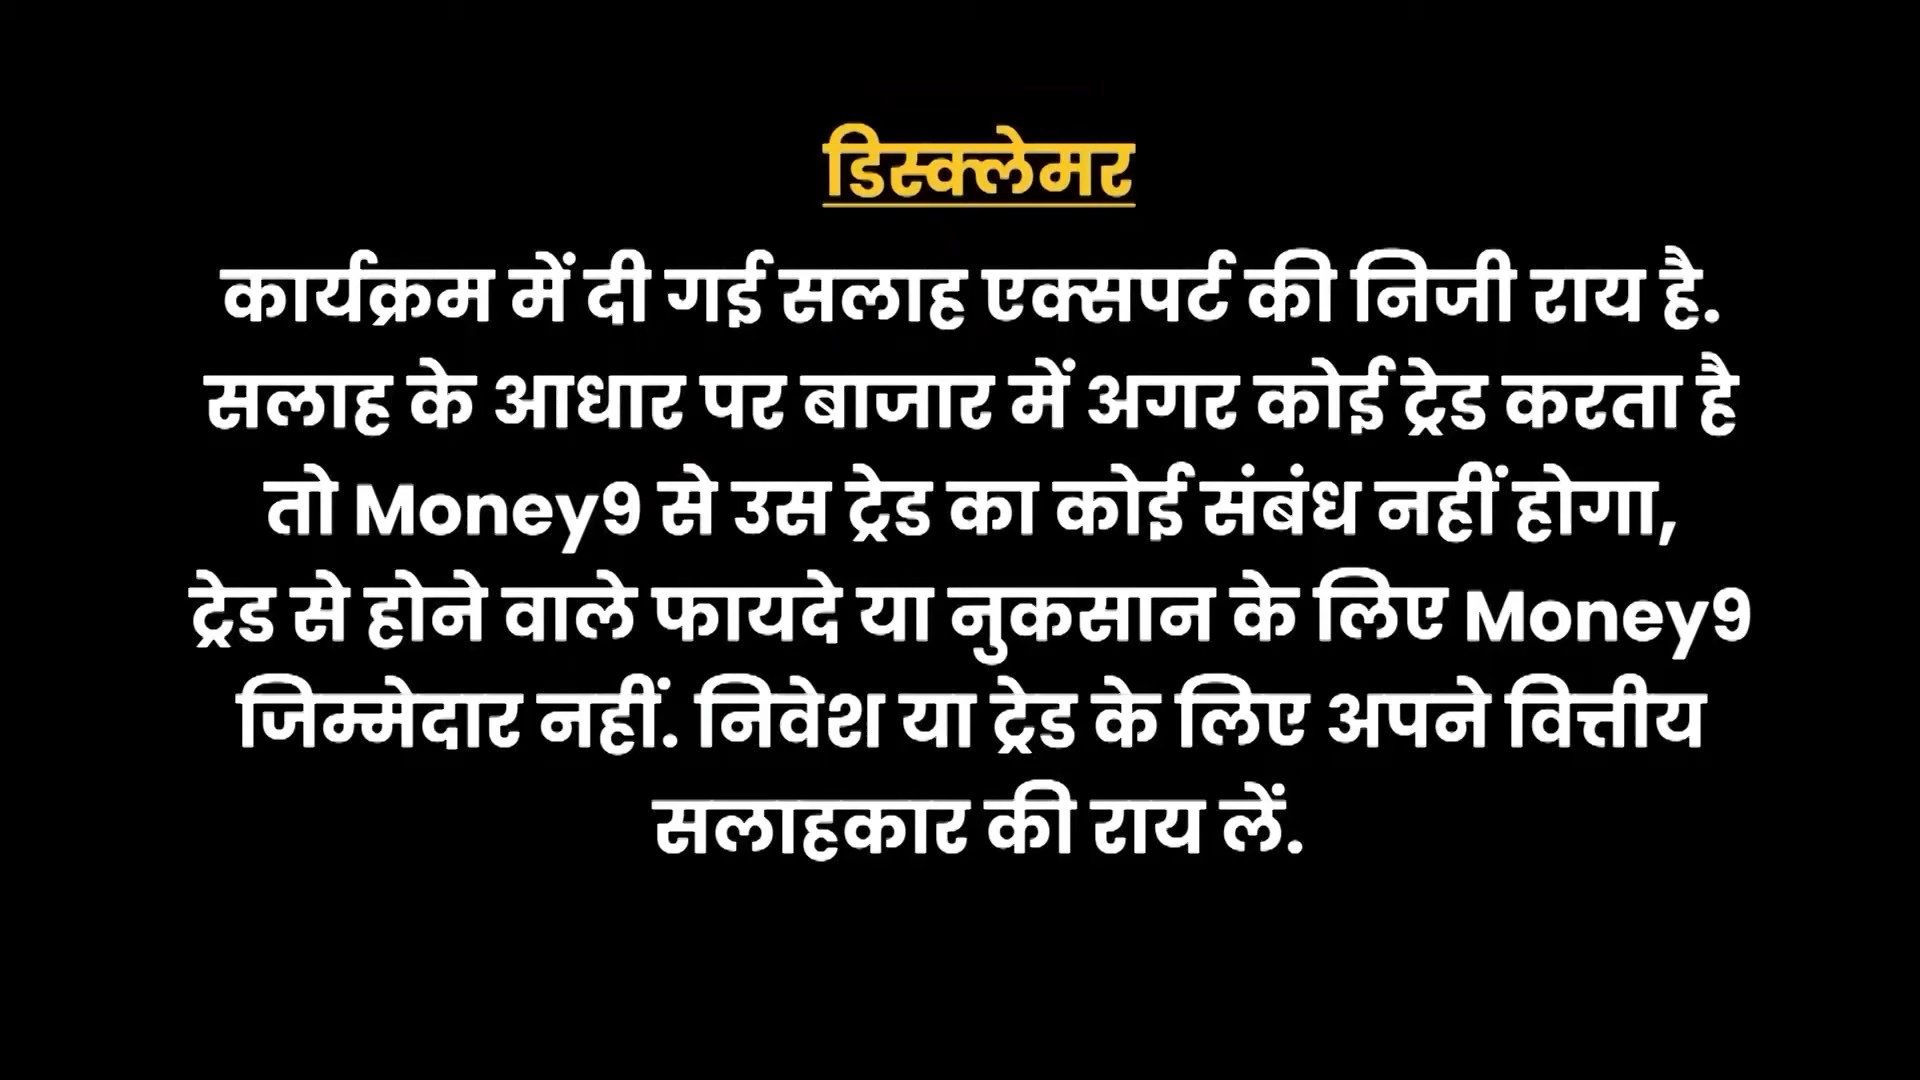 डिस्क्लेमर
कार्यक्रम में दी गई सलाह एक्सपर्ट की निजी राय है.
सलाह के आधार पर बाजार में अगर कोई ट्रेड करता है
तो Money9 से उस ट्रेड का कोई संबंध नहीं होगा,
ट्रेड से होने वाले फायदे या नुकसान के लिए Money9
जिम्मेदार नहीं. निवेश या ट्रेड के लिए अपने वित्तीय
सलाहकार की राय लें.